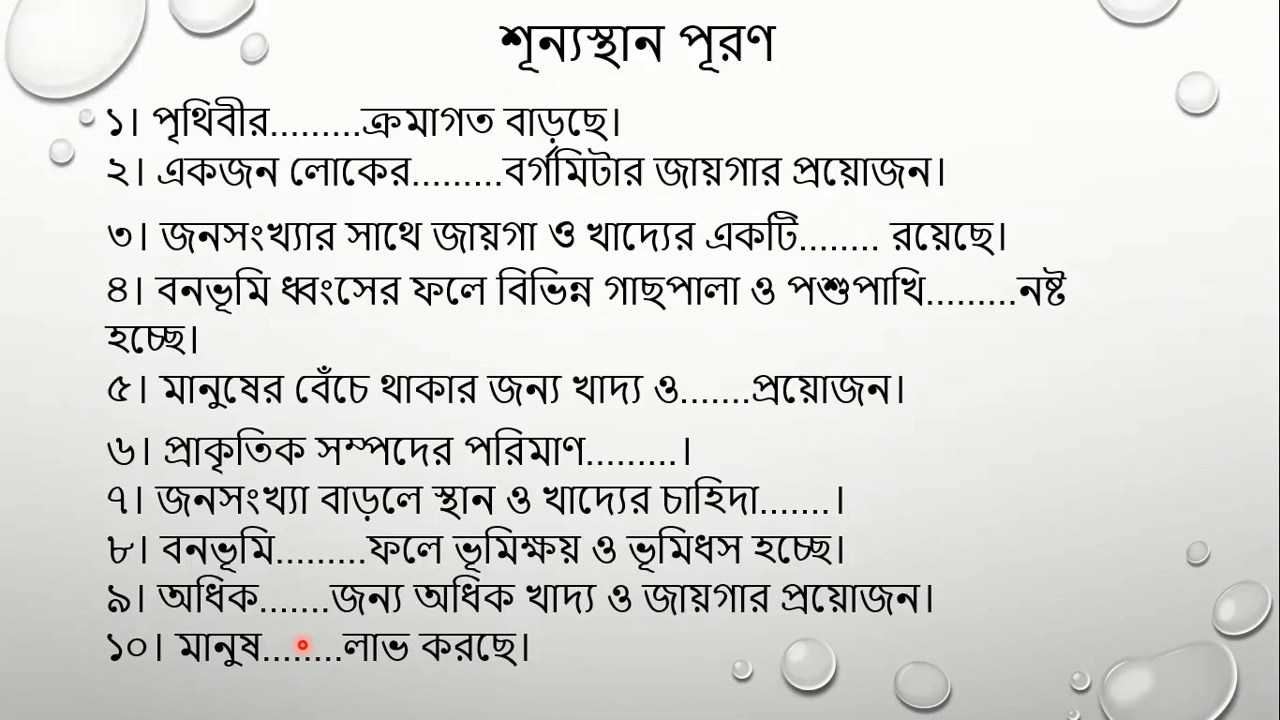 শূন্যস্থান পূরণ
১। পৃথিবীর.........ক্রমাগত বাড়ছে।
২। একজন লোকের.........বর্গমিটার জায়গার প্রয়োজন।
৩। জনসংখ্যার সাথে জায়গা ও খাদ্যের একটি........ রয়েছে।
৪। বনভূমি ধ্বংসের ফলে বিভিন্ন গাছপালা ও পশুপাখি.........নষ্ট
হচ্ছে।
৫। মানুষের বেঁচে থাকার জন্য খাদ্য ও.......প্রয়োজন।
৬। প্রাকৃতিক সম্পদের পরিমাণ.........।
৭। জনসংখ্যা বাড়লে স্থান ও খাদ্যের চাহিদা.......।
৮। বনভূমি.........ফলে ভূমিক্ষয় ও ভূমিধস হচ্ছে।
৯। অধিক.......জন্য অধিক খাদ্য ও জায়গার প্রয়োজন।
১০। মানুষ........লাভ করছে।